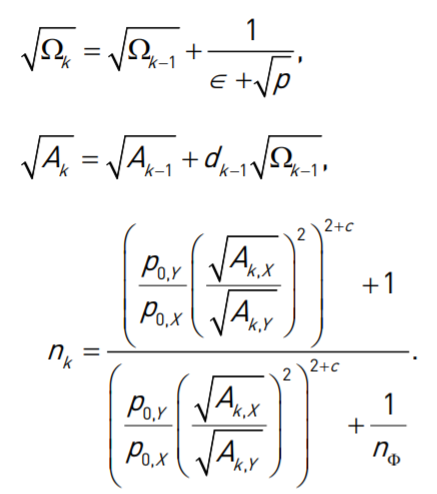 √Ω_k = √Ω_{k–1} + 1/(∈ + √p),
√A_k = √A_{k–1} + d_{k–1}√Ω_{k–1},
n_k = ((p_{0,Y}/p_{0,X} (√A_{k,X}/√A_{k,Y})^2)^{2+c} + 1)/((p_{0,Y}/p_{0,X} (√A_{k,X}/√A_{k,Y})^2)^{2+c} + 1/n_Φ).